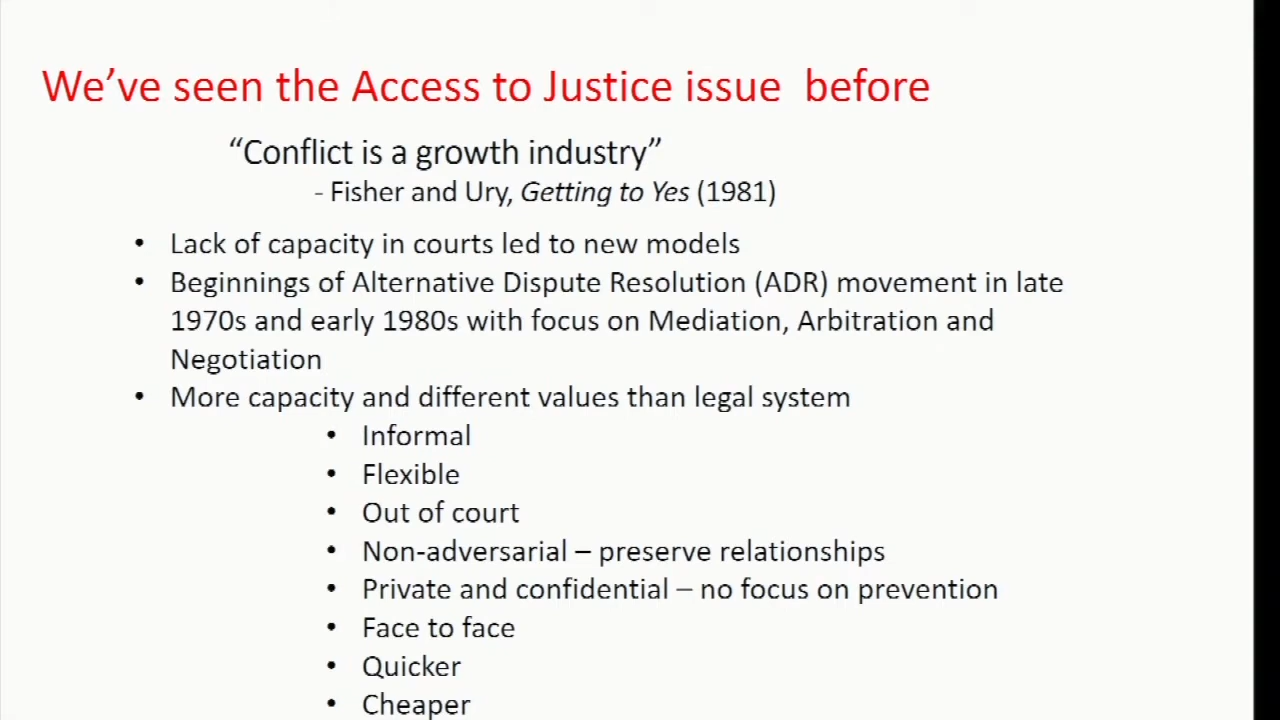 We’ve seen the Access to Justice issue  before
“Conflict is a growth industry”
- Fisher and Ury, Getting to Yes (1981)
• Lack of capacity in courts led to new models
• Beginnings of Alternative Dispute Resolution (ADR) movement in late
1970s and early 1980s with focus on Mediation, Arbitration and
Negotiation
• More capacity and different values than legal system
• Informal
• Flexible
• Out of court
• Non-adversarial – preserve relationships
• Private and confidential – no focus on prevention
• Face to face
• Quicker
• Cheaper